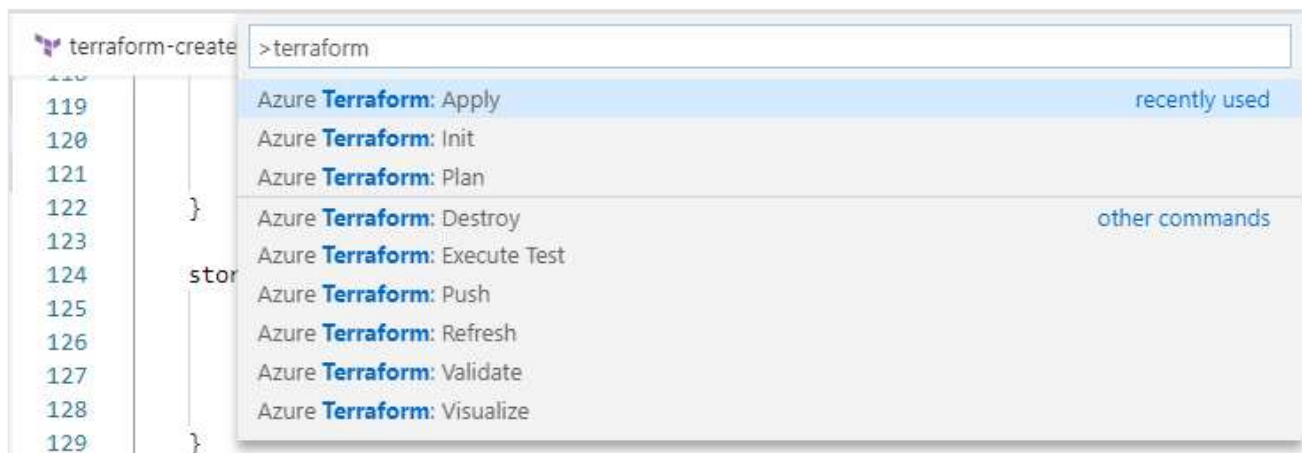 terraform-create
>terraform
119
Azure Terraform: Apply recently used
120
Azure Terraform: Init
121
Azure Terraform: Plan
122 }
Azure Terraform: Destroy other commands
123
Azure Terraform: Execute Test
124 stor
125
Azure Terraform: Push
126
Azure Terraform: Refresh
127
Azure Terraform: Validate
128
Azure Terraform: Visualize
129 }